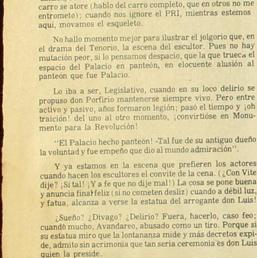 carro se atore (hablo del carro completo, que en otros no me
entrometo); cuando nos ignore el PRI, mientras estemos
aquí, movamos el esqueleto.
No hallo momento mejor para ilustrar el jolgorio que, en
el drama del Tenorio, la escena del escultor. Pues no hay
mutación peor, si lo pensamos despacio, que la que trueca el
espacio del Palacio en panteón, en elocuente alusión al
panteón que fue Palacio.
Lo iba a ser, Legislativo, cuando en su loco delirio se
propuso don Porfirio mantenerse siempre vivo. Pero entre
activo y pasivo, años formaron legión; pasó el tiempo y ¡oh
traición! del uno al otro momento, ¡convirtióse en Monu-
mento para la Revolución!
"El Palacio hecho panteón! -Tal fue de su antiguo dueño
la voluntad y fue empeño que dio al mundo admiración".
Y ya estamos en la escena que prefieren los actores
cuando hacen los escultores el convite de la cena. (¿Con Vite
dije? ¡Si tal! ¡Y a fe que no dije mal!) La cosa se pone buena
y anuncia final feliz (si no cometen desliz) cuando a débil luz,
y fatua, alcanza a verse la estatua del arrogante don Luis!
¿Sueño? ¿Divago? ¿Delirio? Fuera, hacerlo, caso feo;
cuando mucho, Avandareo, abusado como un tiro. Porque si
su estatua miro que la lontananza mide y más decretos expi-
de, admito sin acrimonia que tan seria ceremonia es don Luis
quien la preside.